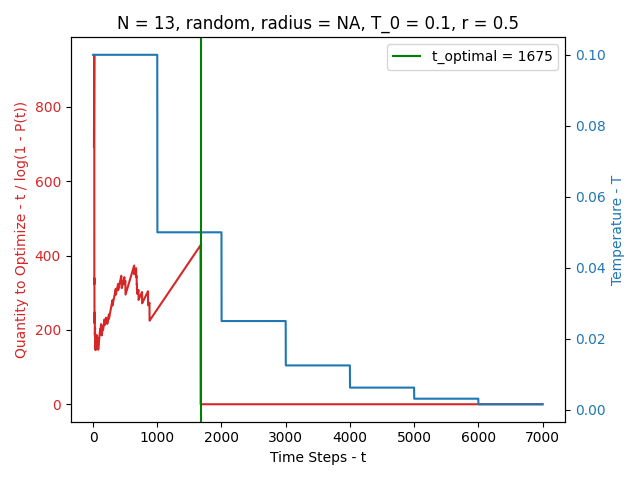 N = 13, random, radius = NA, T_0 = 0.1, r = 0.5
t_optimal = 1675
Quantity to Optimize - t / log(1 - P(t))
800
600
400
200
0
0.10
0.08
0.06
0.04
0.02
0.00
Temperature - T
0 1000 2000 3000 4000 5000 6000 7000
Time Steps - t